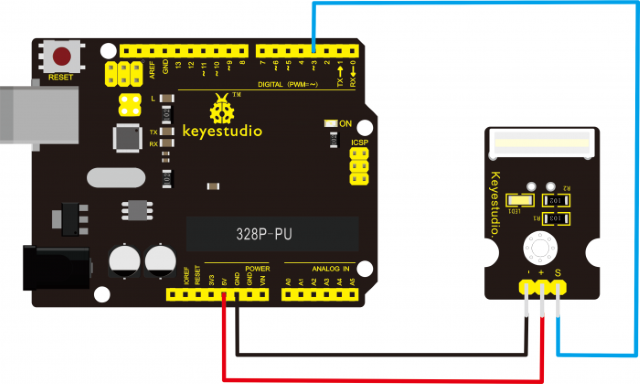 RESET
AREF
GND
13
12
~11
~10
~9
8
7
~6
~5
4
~3
2
TX→1
RX←0
DIGITAL (PWM=~)
L
TX
RX
TM
keyestudio
ON
ICSP
328P-PU
IOREF
RESET
3V3
5V
GND
GND
VIN
POWER
ANALOG IN
A0
A1
A2
A3
A4
A5
Keyestudio
LED1
R2
102
R1
102
-
+
S